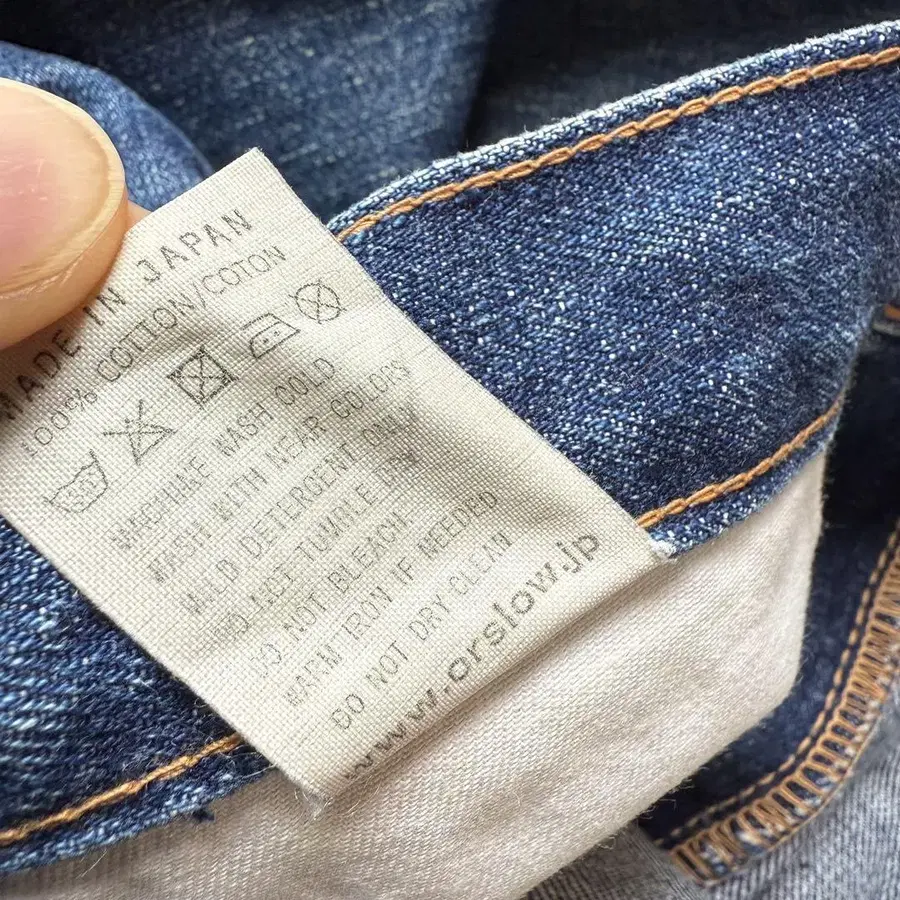 MADE IN JAPAN
100% COTTON/COTON
30
MACHINE WASH COLD
WASH WITH NEAR COLORS
MILD DETERGENT ONLY
DO NOT TUMBLE DRY
DO NOT BLEACH
WARM IRON IF NEEDED
DO NOT DRY CLEAN
www.orslow.jp